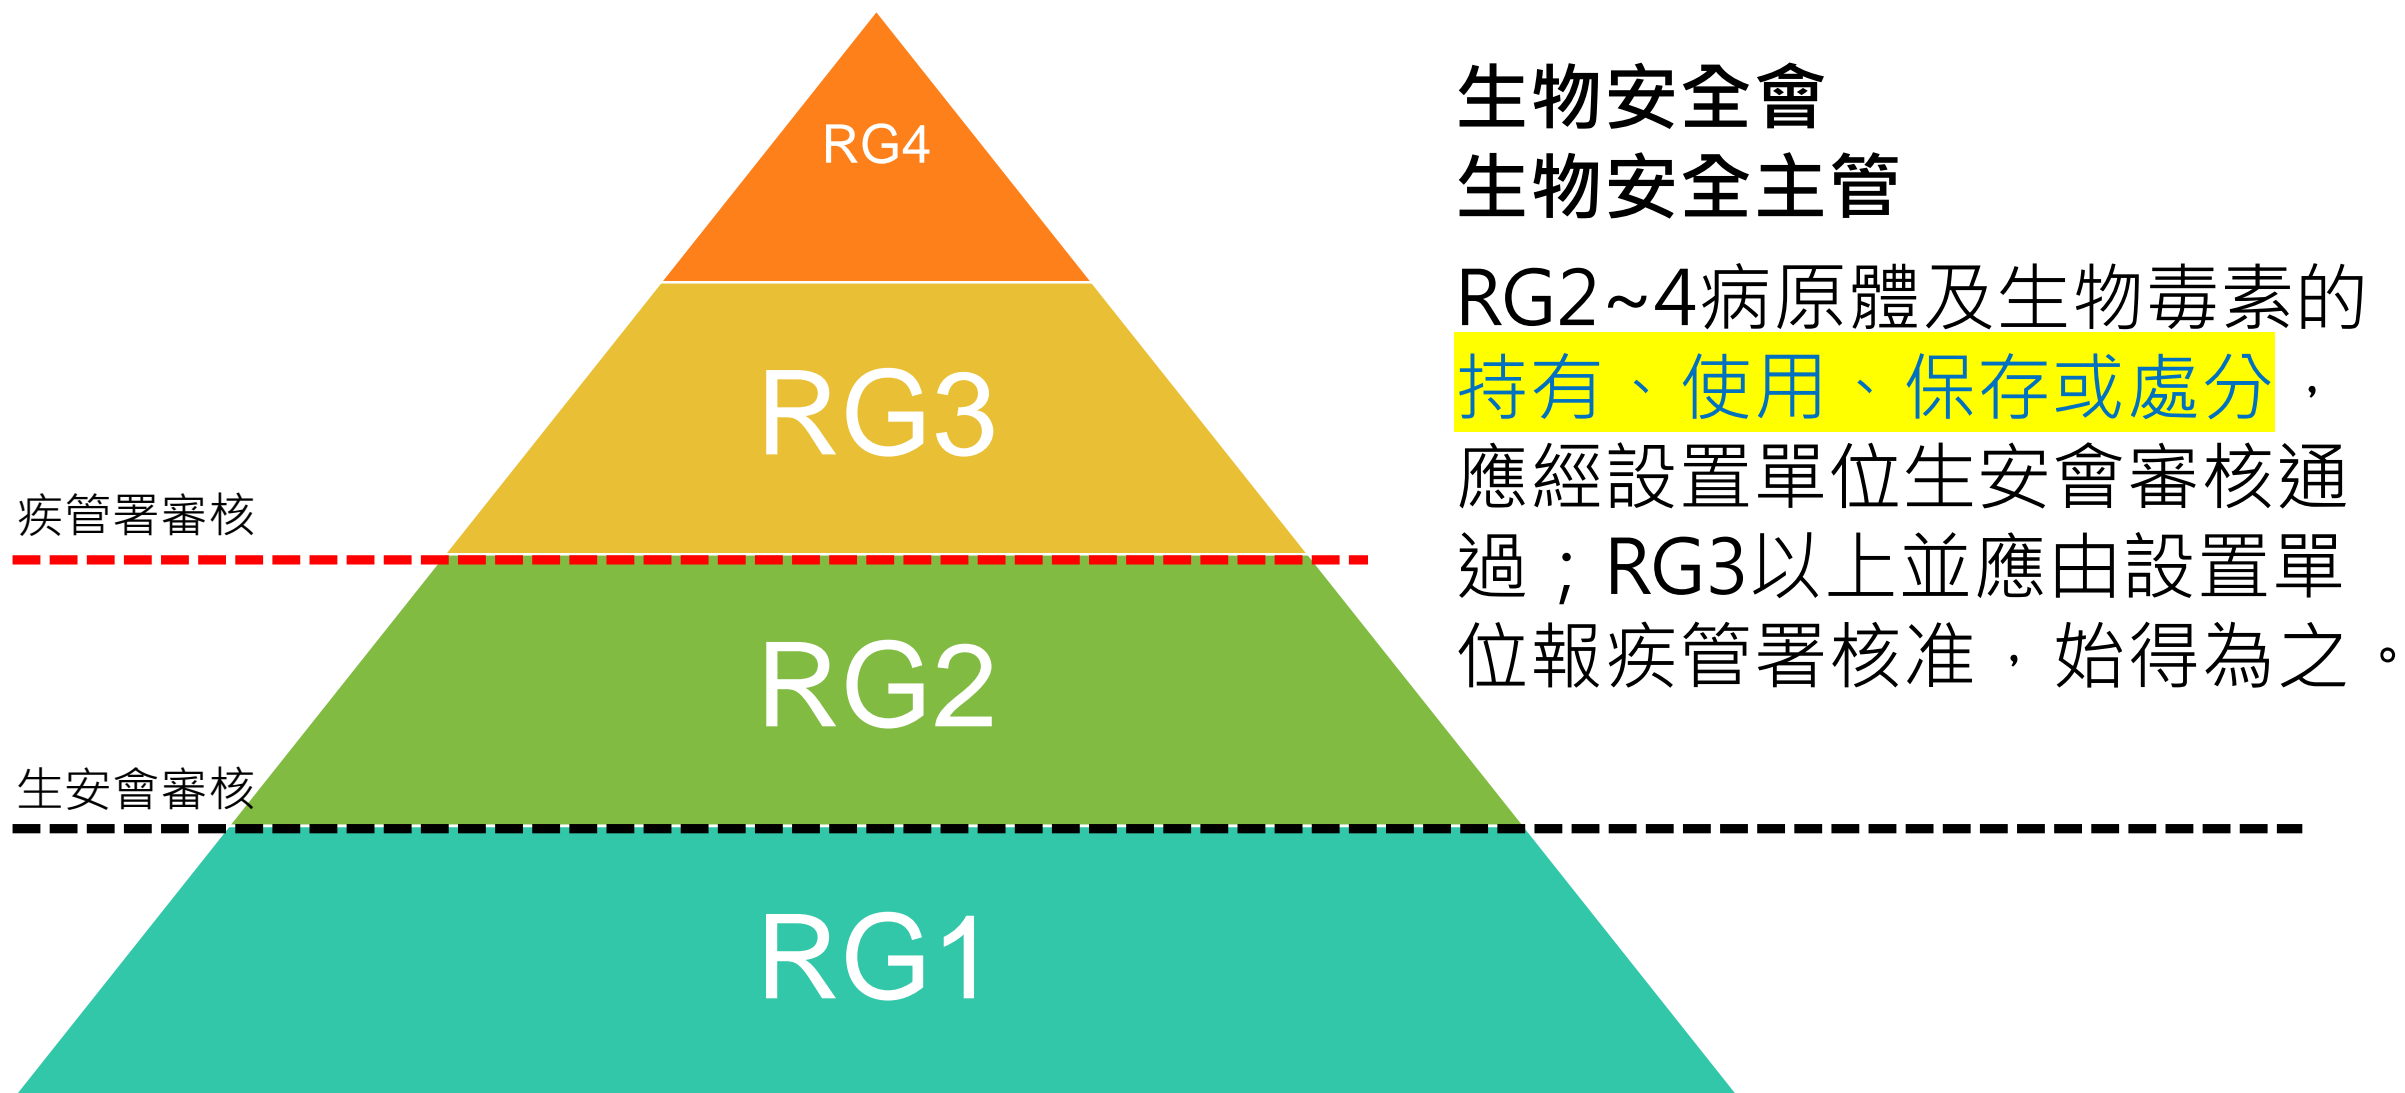 RG4
RG3
疾管署審核
RG2
生安會審核
RG1
生物安全會
生物安全主管
RG2~4病原體及生物毒素的
持有、使用、保存或處分，
應經設置單位生安會審核通
過；RG3以上並應由設置單
位報疾管署核准，始得為之。